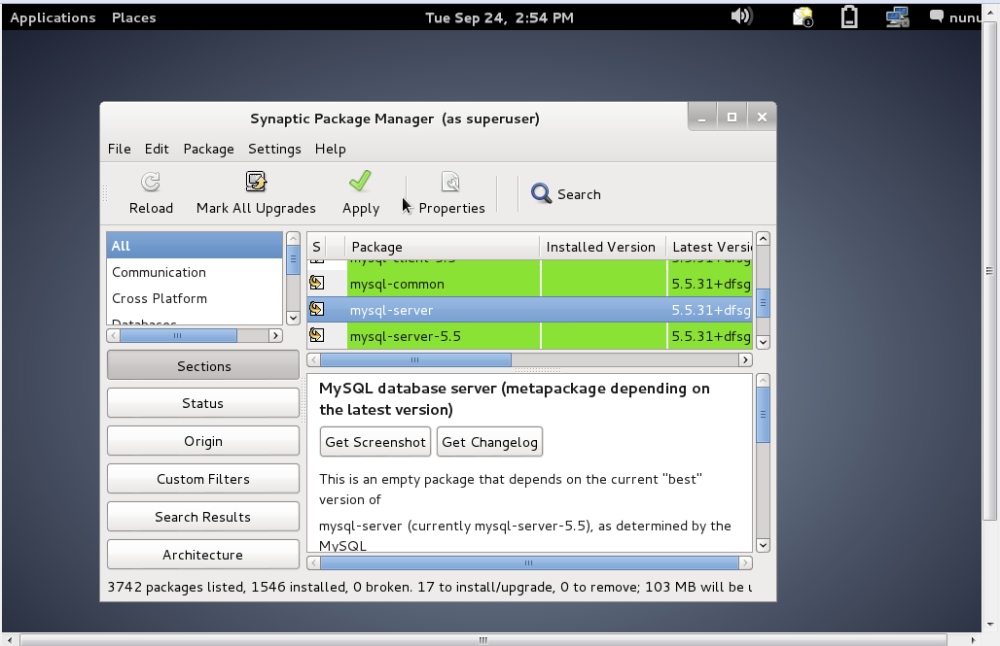 Applications Places Tue Sep 24, 2:54 PM nunu
1
Synaptic Package Manager (as superuser)
File Edit Package Settings Help
Reload Mark All Upgrades Apply Properties Search
All
Communication
Cross Platform
Databases
S Package Installed Version Latest Versi
mysql-client-5.5 5.5.31+dfsg
mysql-common 5.5.31+dfsg
mysql-server 5.5.31+dfsg
mysql-server-5.5 5.5.31+dfsg
Sections
Status
Origin
Custom Filters
Search Results
Architecture
MySQL database server (metapackage depending on
the latest version)
Get Screenshot Get Changelog
This is an empty package that depends on the current "best"
version of
mysql-server (currently mysql-server-5.5), as determined by the
MySQL
3742 packages listed, 1546 installed, 0 broken. 17 to install/upgrade, 0 to remove; 103 MB will be u